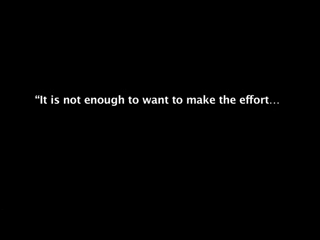 “It is not enough to want to make the effort…